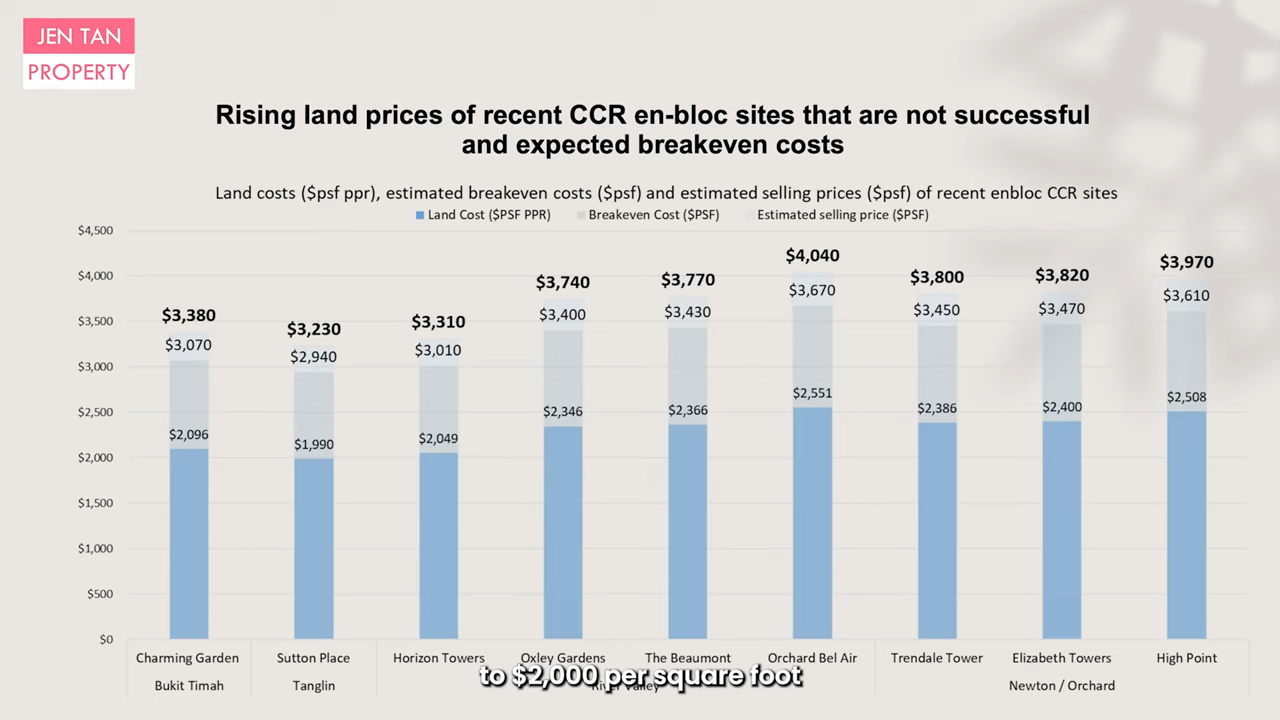 JEN TAN
PROPERTY
Rising land prices of recent CCR en-bloc sites that are not successful
and expected breakeven costs
Land costs ($psf ppr), estimated breakeven costs ($psf) and estimated selling prices ($psf) of recent enbloc CCR sites
Land Cost ($PSF PPR) Breakeven Cost ($PSF) Estimated selling price ($PSF)
$4,500
$4,000
$3,500
$3,000
$2,500
$2,000
$1,500
$1,000
$500
$0
$3,380 $3,230 $3,310 $3,740 $3,770 $4,040 $3,800 $3,820 $3,970
$3,070 $2,940 $3,010 $3,400 $3,430 $3,670 $3,450 $3,470 $3,610
$2,096 $1,990 $2,049 $2,346 $2,366 $2,551 $2,386 $2,400 $2,508
Charming Garden Sutton Place Horizon Towers Oxley Gardens The Beaumont Orchard Bel Air Trendale Tower Elizabeth Towers High Point
Bukit Timah Tanglin River Valley Newton / Orchard
to $2,000 per square foot